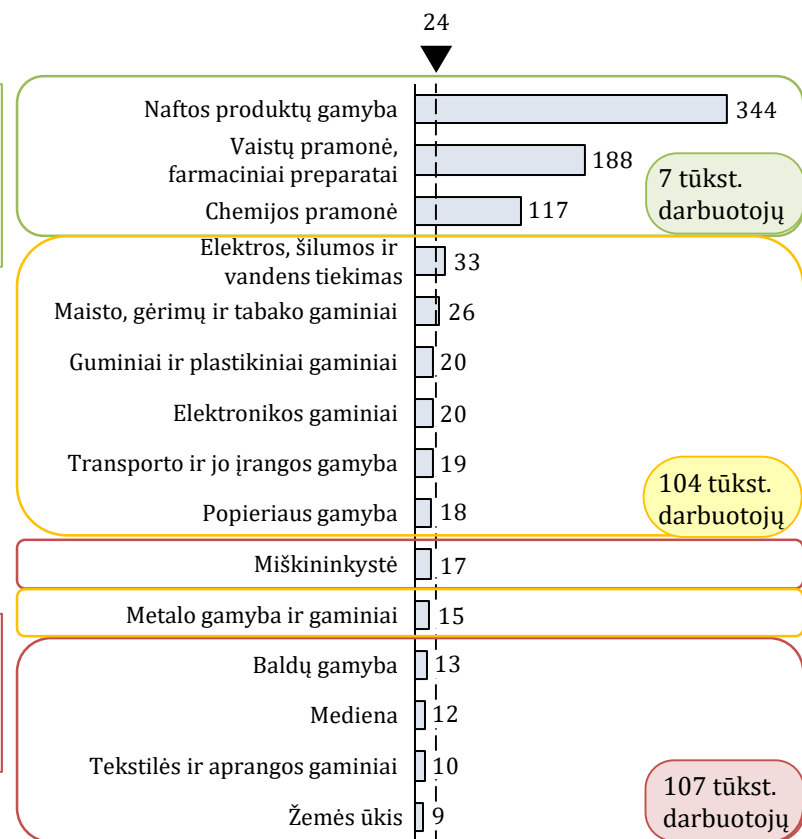 24
Naftos produktų gamyba 344
Vaistų pramonė,
farmaciniai preparatai 188
Chemijos pramonė 117
7 tūkst.
darbuotojų
Elektros, šilumos ir
vandens tiekimas 33
Maisto, gėrimų ir tabako gaminiai 26
Guminiai ir plastikiniai gaminiai 20
Elektronikos gaminiai 20
Transporto ir jo įrangos gamyba 19
Popieriaus gamyba 18
104 tūkst.
darbuotojų
Miškininkystė 17
Metalo gamyba ir gaminiai 15
Baldų gamyba 13
Mediena 12
Tekstilės ir aprangos gaminiai 10
Žemės ūkis 9
107 tūkst.
darbuotojų